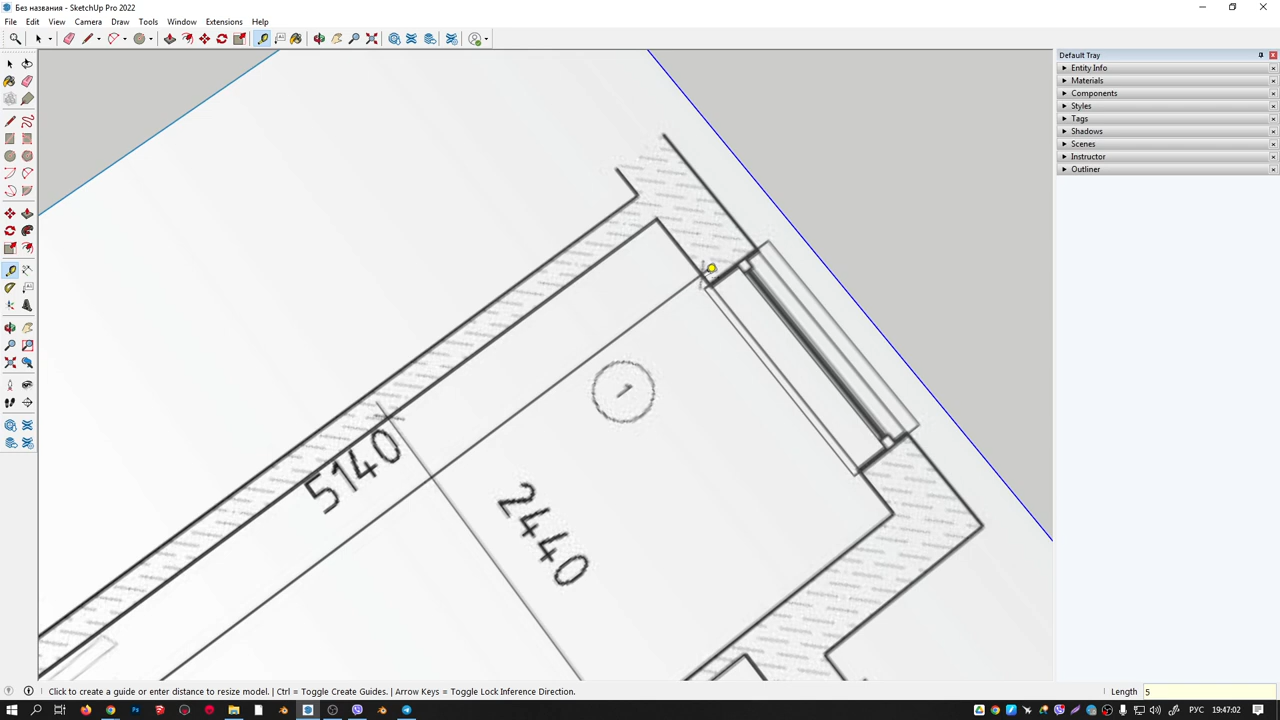 Без названия - SketchUp Pro 2022
File Edit View Camera Draw Tools Window Extensions Help
Default Tray
Entity Info
Materials
Components
Styles
Tags
Shadows
Scenes
Instructor
Outliner
5140
1
2440
Click to create a guide or enter distance to resize model. | Ctrl = Toggle Create Guides. | Arrow Keys = Toggle Lock Inference Direction.
Length 5
РУС 19:47:02